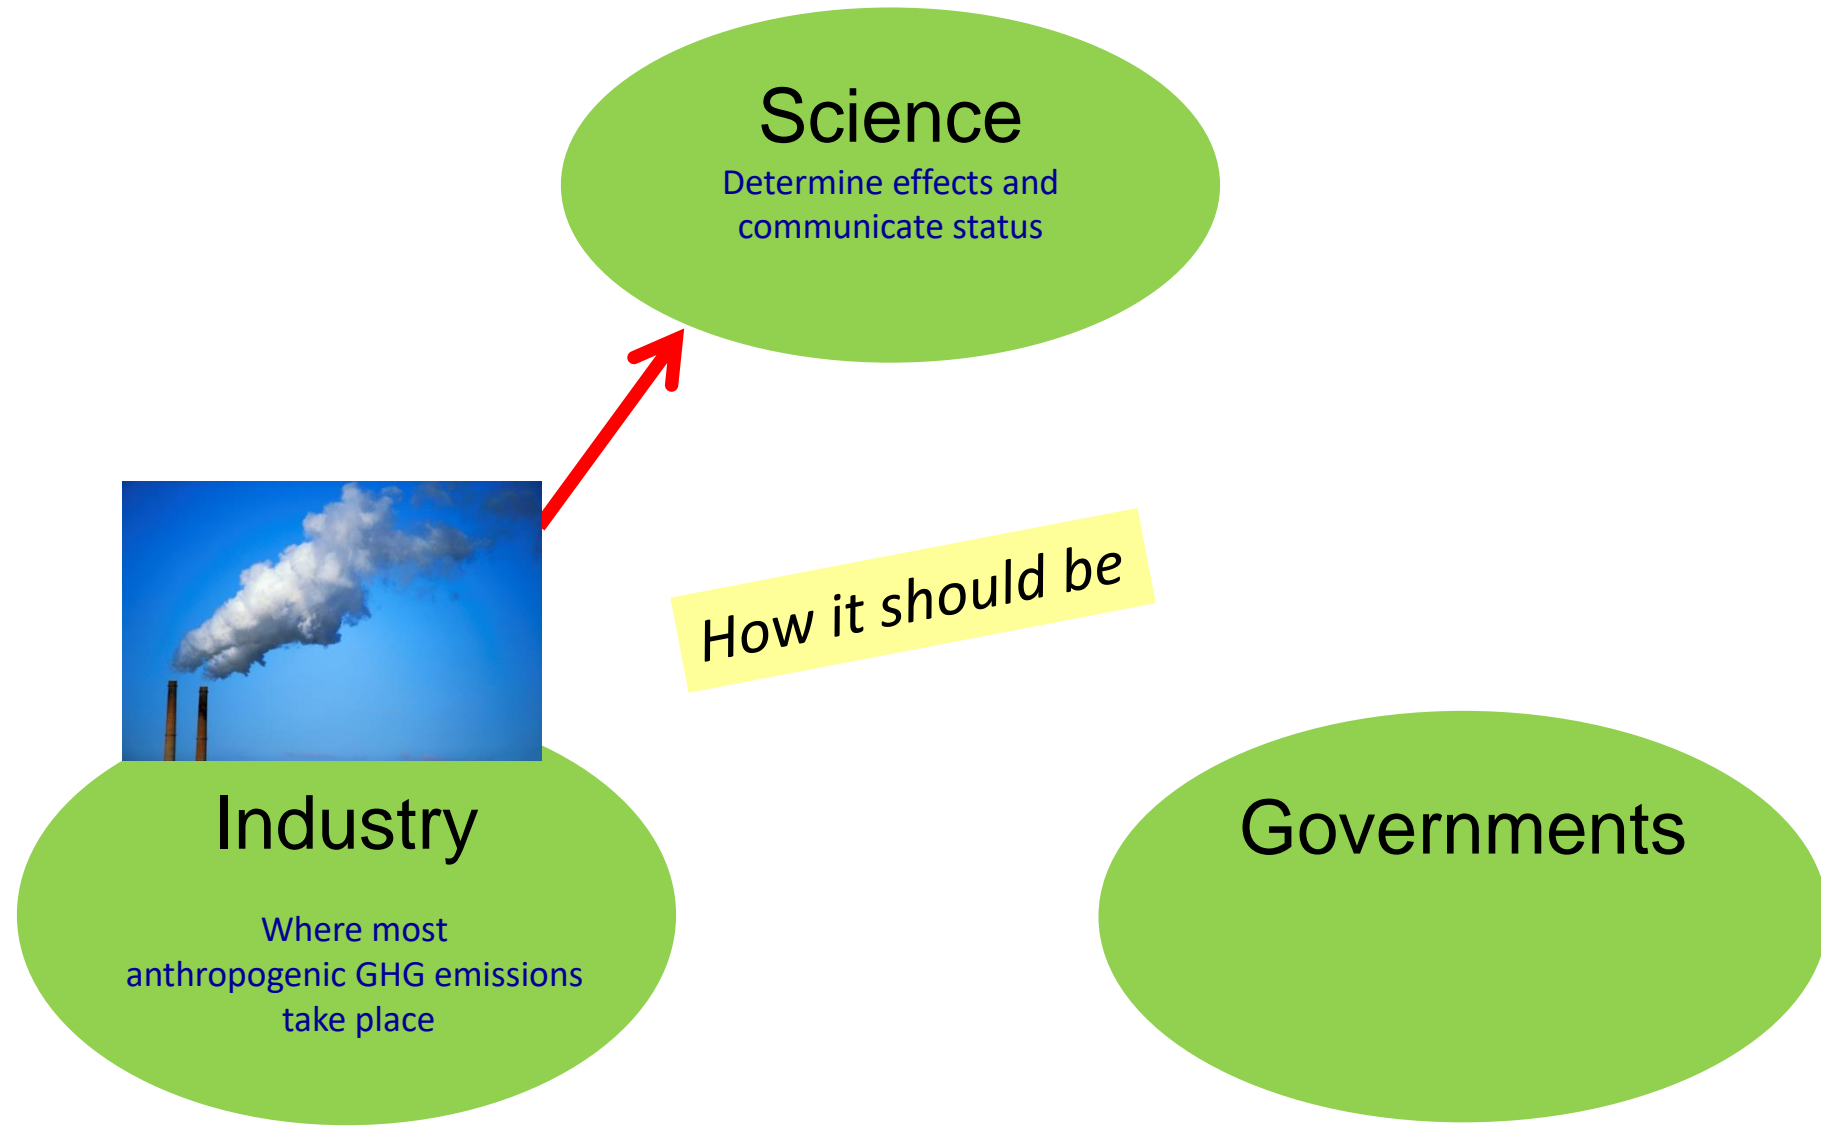 Science
Determine effects and
communicate status
How it should be
Industry
Where most
anthropogenic GHG emissions
take place
Governments